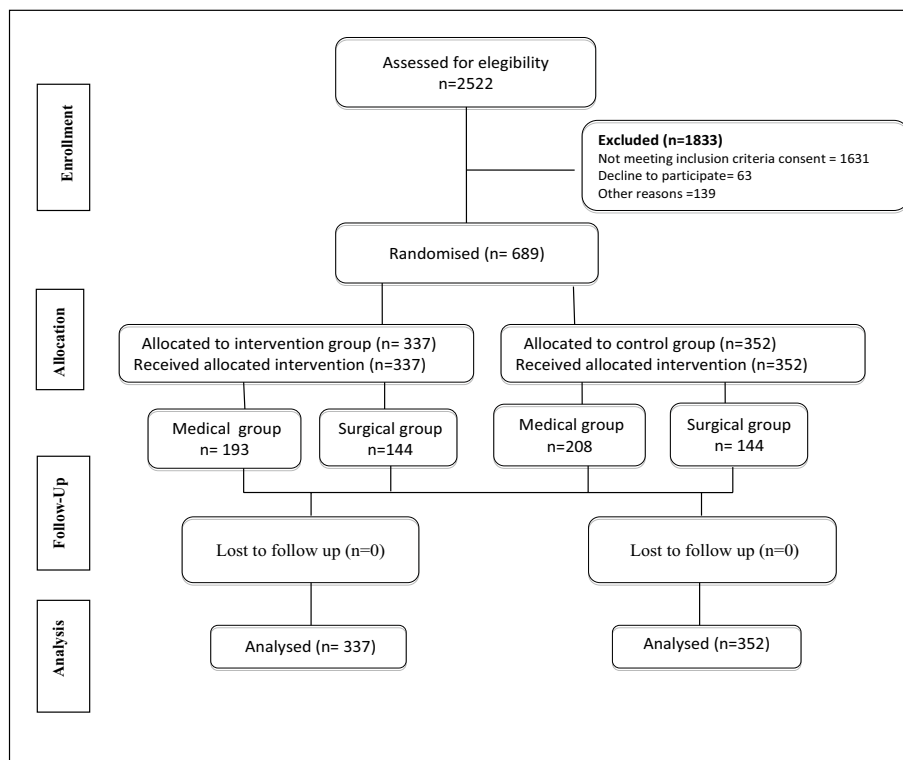 Assessed for elegibility
n=2522
Enrollment
Excluded (n=1833)
Not meeting inclusion criteria consent = 1631
Decline to participate= 63
Other reasons =139
Randomised (n= 689)
Allocation
Allocated to intervention group (n= 337)
Received allocated intervention (n=337)
Allocated to control group (n=352)
Received allocated intervention (n=352)
Medical group
n= 193
Surgical group
n=144
Medical group
n=208
Surgical group
n= 144
Follow-Up
Lost to follow up (n=0)
Lost to follow up (n=0)
Analysis
Analysed (n= 337)
Analysed (n=352)